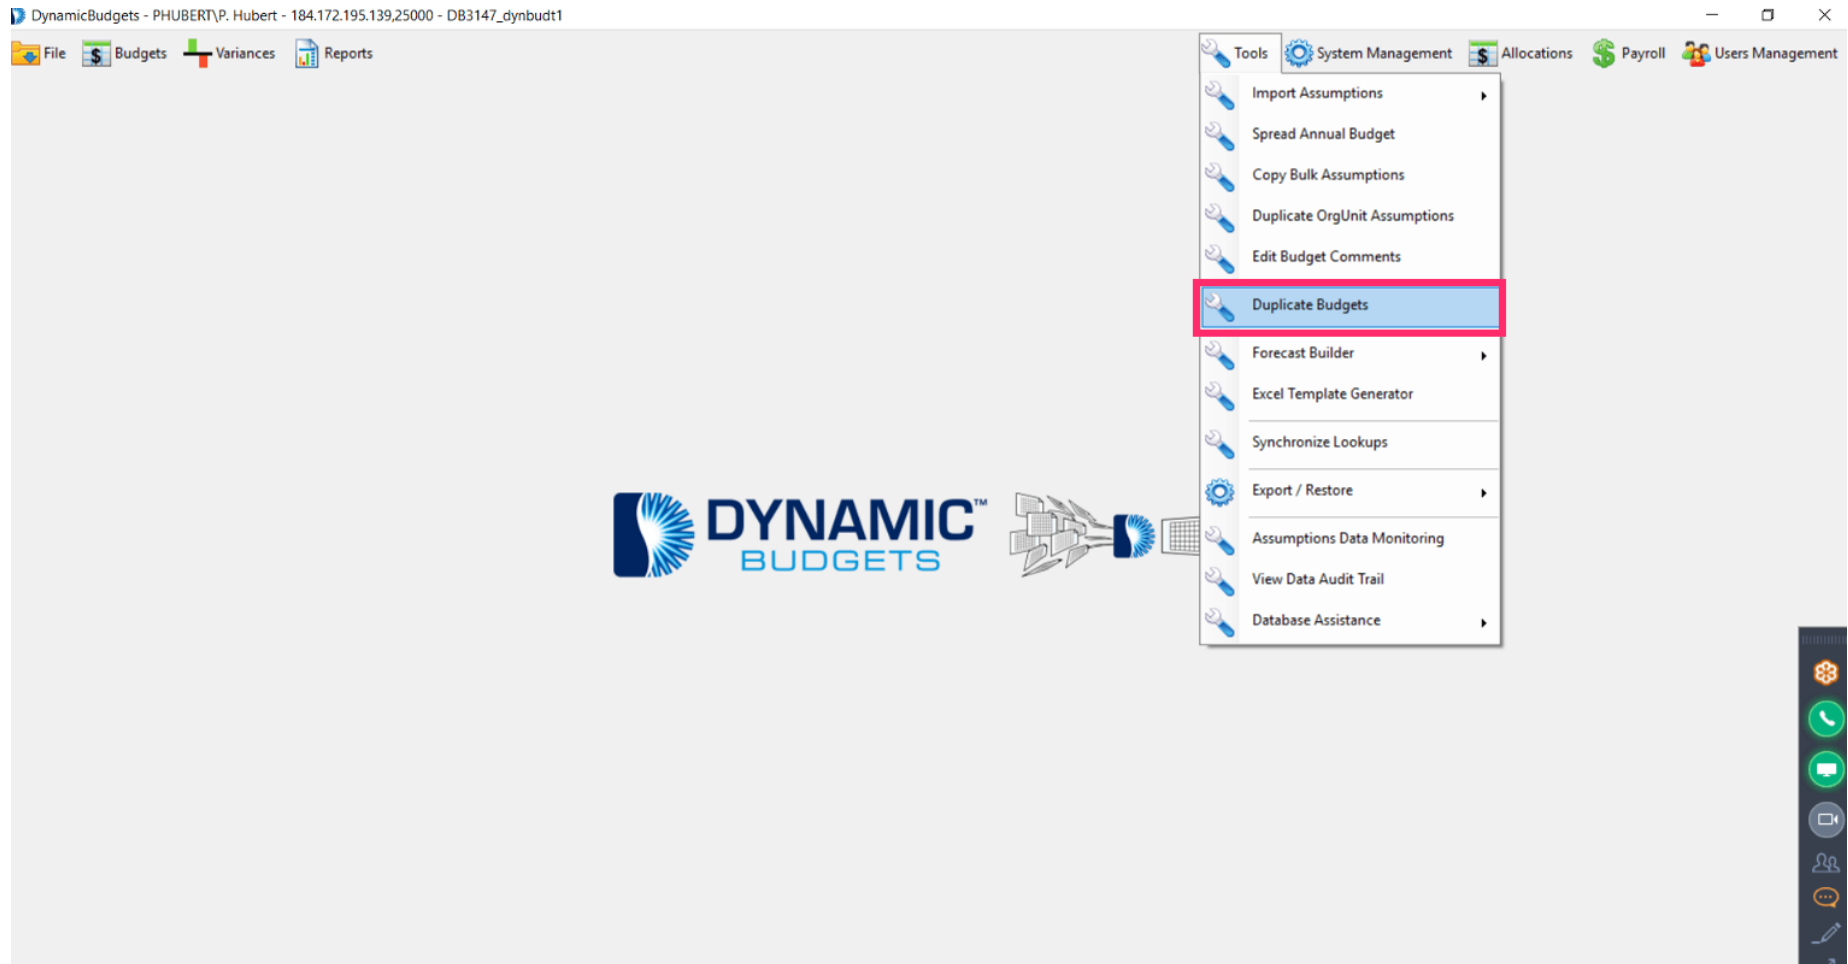 DynamicBudgets - PHUBERT\P. Hubert - 184.172.195.139,25000 - DB3147_dynbudt1
File Budgets Variances Reports Tools System Management Allocations Payroll Users Management
Import Assumptions
Spread Annual Budget
Copy Bulk Assumptions
Duplicate OrgUnit Assumptions
Edit Budget Comments
Duplicate Budgets
Forecast Builder
Excel Template Generator
Synchronize Lookups
Export / Restore
Assumptions Data Monitoring
View Data Audit Trail
Database Assistance
DYNAMIC™
BUDGETS